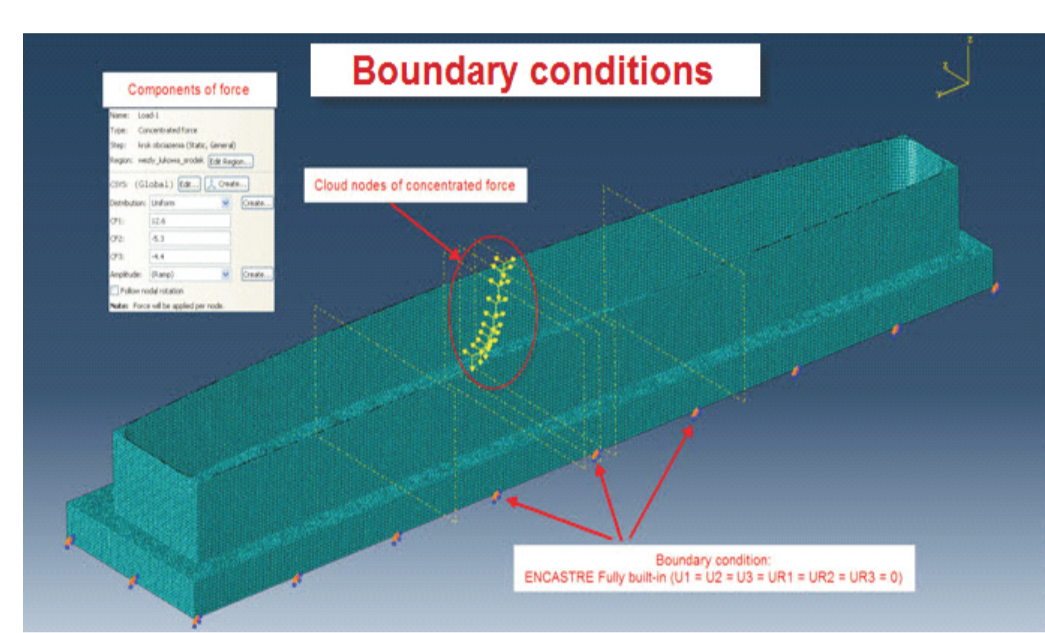 Boundary conditions
Components of force
Name: Load-1
Type: Concentrated force
Step: krok obciazenia (Static, General)
Region: wezly_lukowa_srodek Edit Region...
CSYS: (Global) Edit... Create...
Distribution: Uniform Create...
CF1: 12.6
CF2: -5.3
CF3: -4.4
Amplitude: (Ramp) Create...
Follow nodal rotation
Note: Force will be applied per node.
Cloud nodes of concentrated force
Boundary condition:
ENCASTRE Fully built-in (U1 = U2 = U3 = UR1 = UR2 = UR3 = 0)